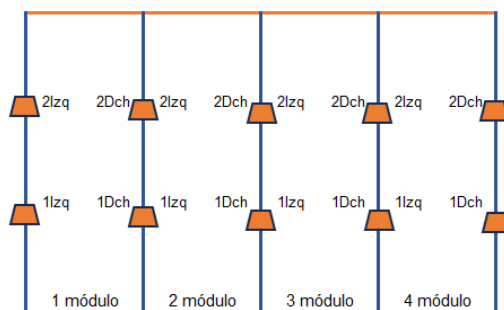 2Izq 2Dch 2Izq 2Dch 2Izq 2Dch 2Izq 2Dch
1Izq 1Dch 1Izq 1Dch 1Izq 1Dch 1Izq 1Dch
1 módulo 2 módulo 3 módulo 4 módulo